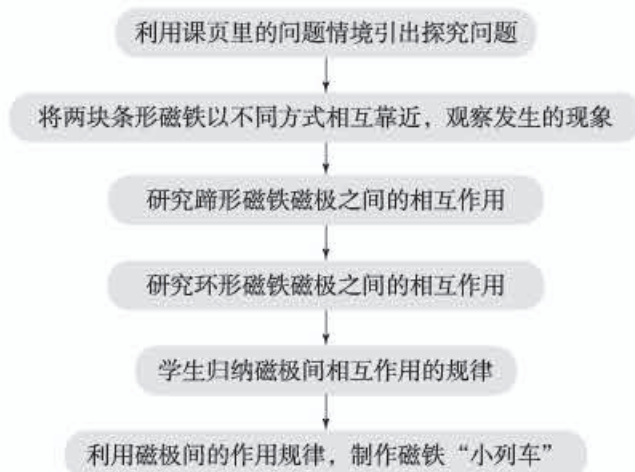 利用课页里的问题情境引出探究问题
将两块条形磁铁以不同方式相互靠近，观察发生的现象
研究蹄形磁铁磁极之间的相互作用
研究环形磁铁磁极之间的相互作用
学生归纳磁极间相互作用的规律
利用磁极间的作用规律，制作磁铁“小列车”